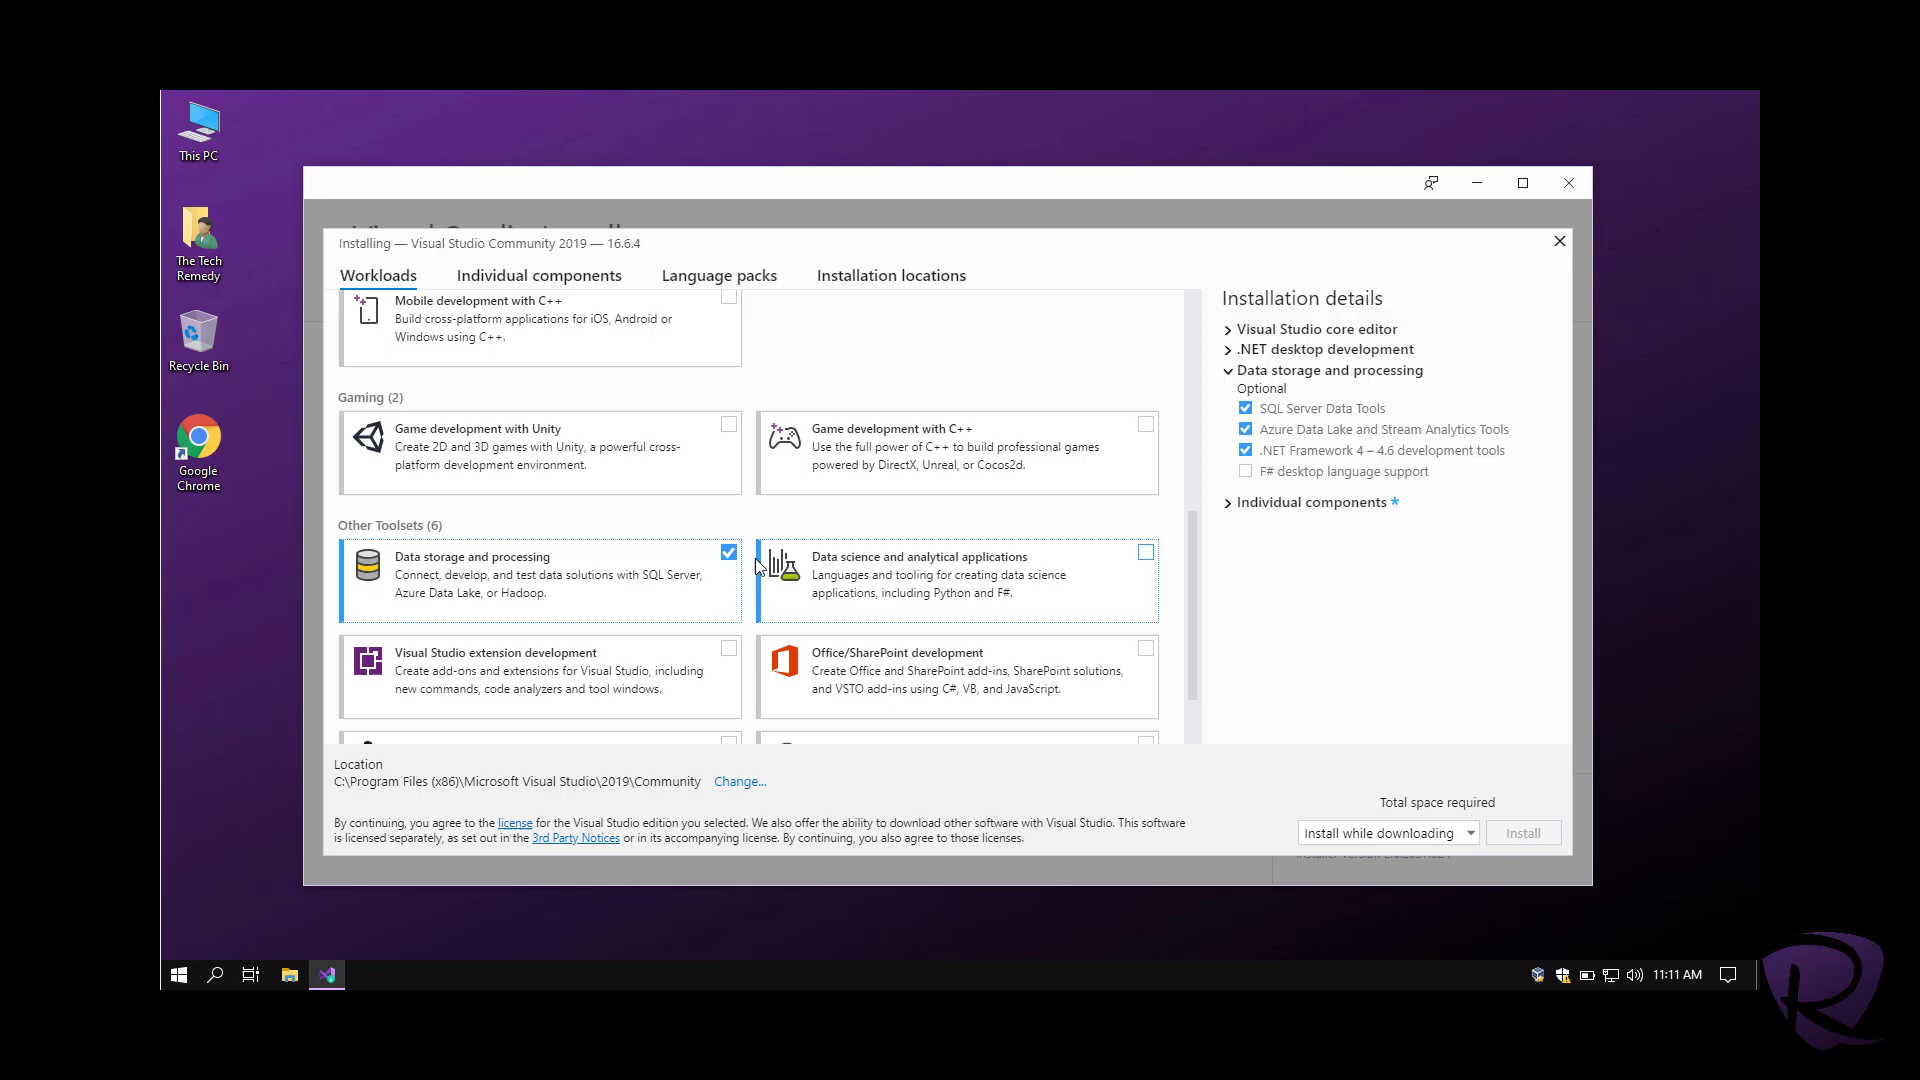 This PC
The Tech
Remedy
Recycle Bin
Google
Chrome
Installing — Visual Studio Community 2019 — 16.6.4
Workloads
Individual components
Language packs
Installation locations
Mobile development with C++
Build cross-platform applications for iOS, Android or
Windows using C++.
Gaming (2)
Game development with Unity
Create 2D and 3D games with Unity, a powerful cross-
platform development environment.
Game development with C++
Use the full power of C++ to build professional games
powered by DirectX, Unreal, or Cocos2d.
Other Toolsets (6)
Data storage and processing
Connect, develop, and test data solutions with SQL Server,
Azure Data Lake, or Hadoop.
Data science and analytical applications
Languages and tooling for creating data science
applications, including Python and F#.
Visual Studio extension development
Create add-ons and extensions for Visual Studio, including
new commands, code analyzers and tool windows.
Office/SharePoint development
Create Office and SharePoint add-ins, SharePoint solutions,
and VSTO add-ins using C#, VB, and JavaScript.
Installation details
Visual Studio core editor
.NET desktop development
Data storage and processing
Optional
SQL Server Data Tools
Azure Data Lake and Stream Analytics Tools
.NET Framework 4 – 4.6 development tools
F# desktop language support
Individual components *
Location
C:\Program Files (x86)\Microsoft Visual Studio\2019\Community Change...
By continuing, you agree to the license for the Visual Studio edition you selected. We also offer the ability to download other software with Visual Studio. This software
is licensed separately, as set out in the 3rd Party Notices or in its accompanying license. By continuing, you also agree to those licenses.
Total space required
Install while downloading
Install
11:11 AM
R